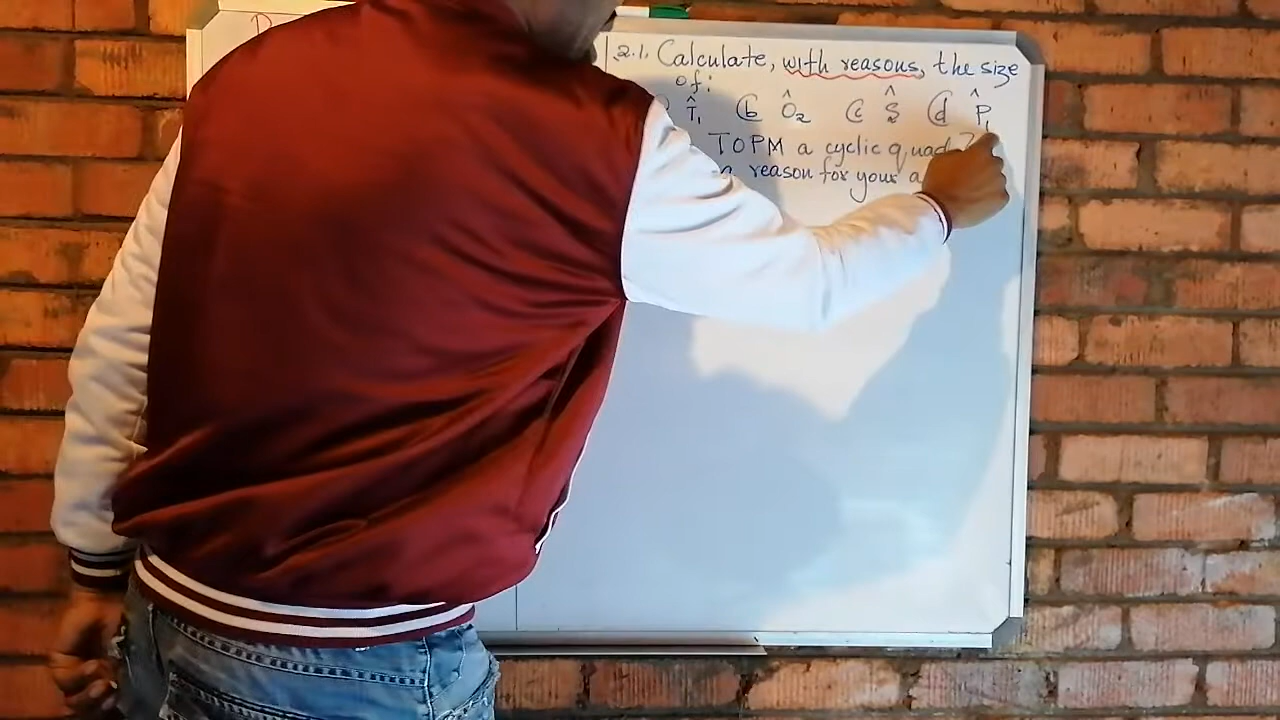 D
2.1. Calculate, with reasons, the size
of:
T̂₁ (b Ô₂ (c Ŝ (d P̂₁
TOPM a cyclic quad?
a reason for your a